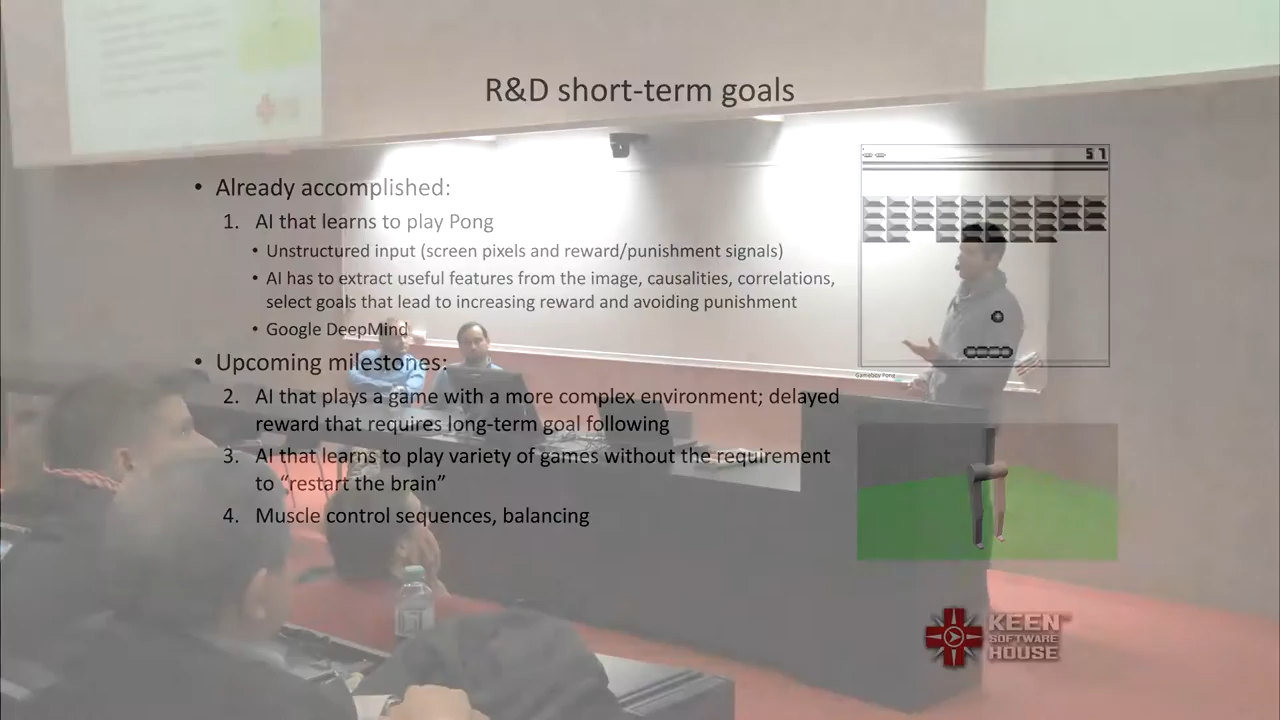 R&D short-term goals
• Already accomplished:
1. AI that learns to play Pong
• Unstructured input (screen pixels and reward/punishment signals)
• AI has to extract useful features from the image, causalities, correlations,
select goals that lead to increasing reward and avoiding punishment
• Google DeepMind
• Upcoming milestones:
2. AI that plays a game with a more complex environment; delayed
reward that requires long-term goal following
3. AI that learns to play variety of games without the requirement
to “restart the brain”
4. Muscle control sequences, balancing
57
Gameboy Pong
KEEN
SOFTWARE
HOUSE